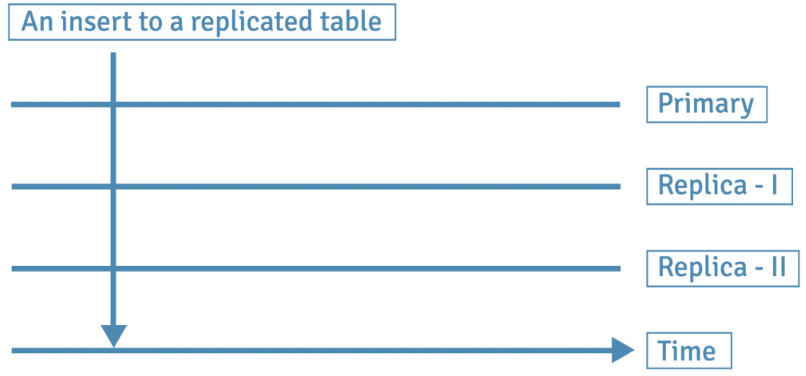 An insert to a replicated table
Primary
Replica - I
Replica - II
Time